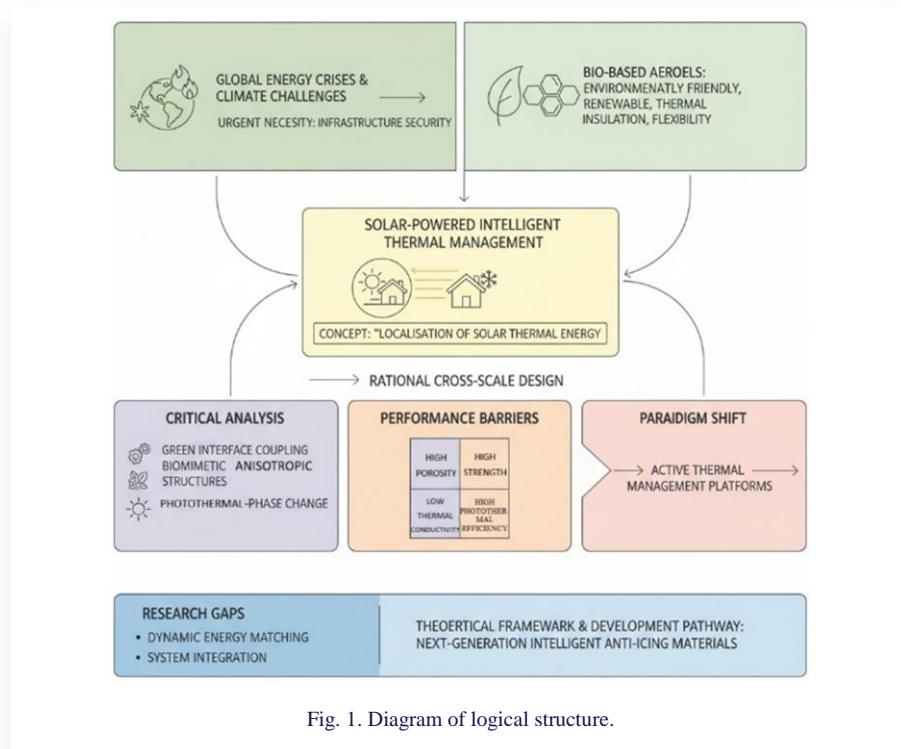 GLOBAL ENERGY CRISES &
CLIMATE CHALLENGES
URGENT NECESITY: INFRASTRUCTURE SECURITY
BIO-BASED AEROELS:
ENVIRONMENATLY FRIENDLY,
RENEWABLE, THERMAL
INSULATION, FLEXIBILITY
SOLAR-POWERED INTELLIGENT
THERMAL MANAGEMENT
CONCEPT: "LOCALISATION OF SOLAR THERMAL ENERGY
RATIONAL CROSS-SCALE DESIGN
CRITICAL ANALYSIS
GREEN INTERFACE COUPLING
BIOMIMETIC ANISOTROPIC
STRUCTURES
PHOTOTHERMAL-PHASE CHANGE
PERFORMANCE BARRIERS
HIGH
POROSITY
HIGH
STRENGTH
LOW
THERMAL
CONDUCTIVITY
HIGH
PHOTOTHER
MAL
EFFICIENCY
PARADIGM SHIFT
ACTIVE THERMAL
MANAGEMENT PLATFORMS
RESEARCH GAPS
• DYNAMIC ENERGY MATCHING
• SYSTEM INTEGRATION
THEOERTICAL FRAMEWARK & DEVELOPMENT PATHWAY:
NEXT-GENERATION INTELLIGENT ANTI-ICING MATERIALS
Fig. 1. Diagram of logical structure.